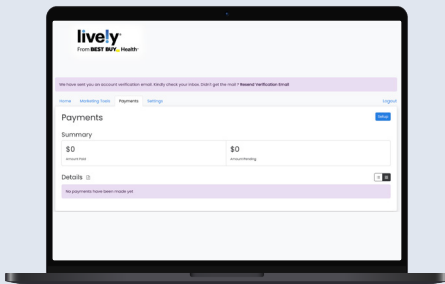 lively
From BEST BUY Health
We have sent you an account verification email. Kindly check your inbox. Didn't get the mail ? Resend Verification Email
Home Marketing Tools Payments Settings Logout
Payments
Setup
Summary
$0 $0
Amount Paid Amount Pending
Details
No payments have been made yet